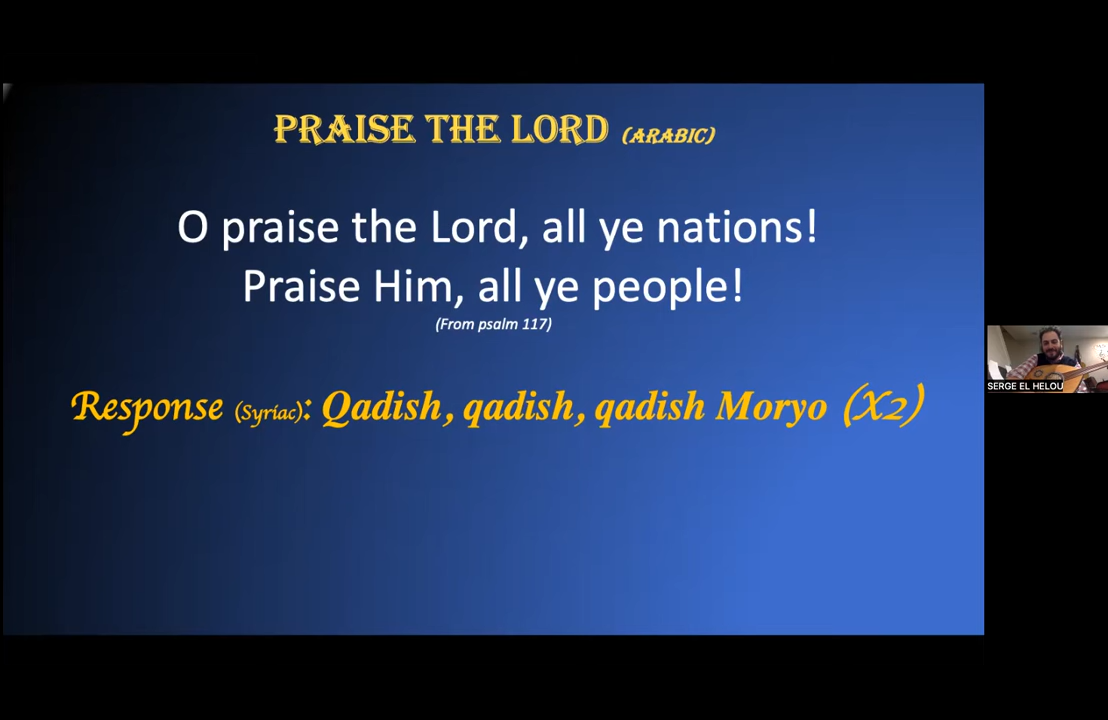 PRAISE THE LORD (ARABIC)
O praise the Lord, all ye nations!
Praise Him, all ye people!
(From psalm 117)
Response (Syriac): Qadish, qadish, qadish Moryo (X2)
SERGE EL HELOU